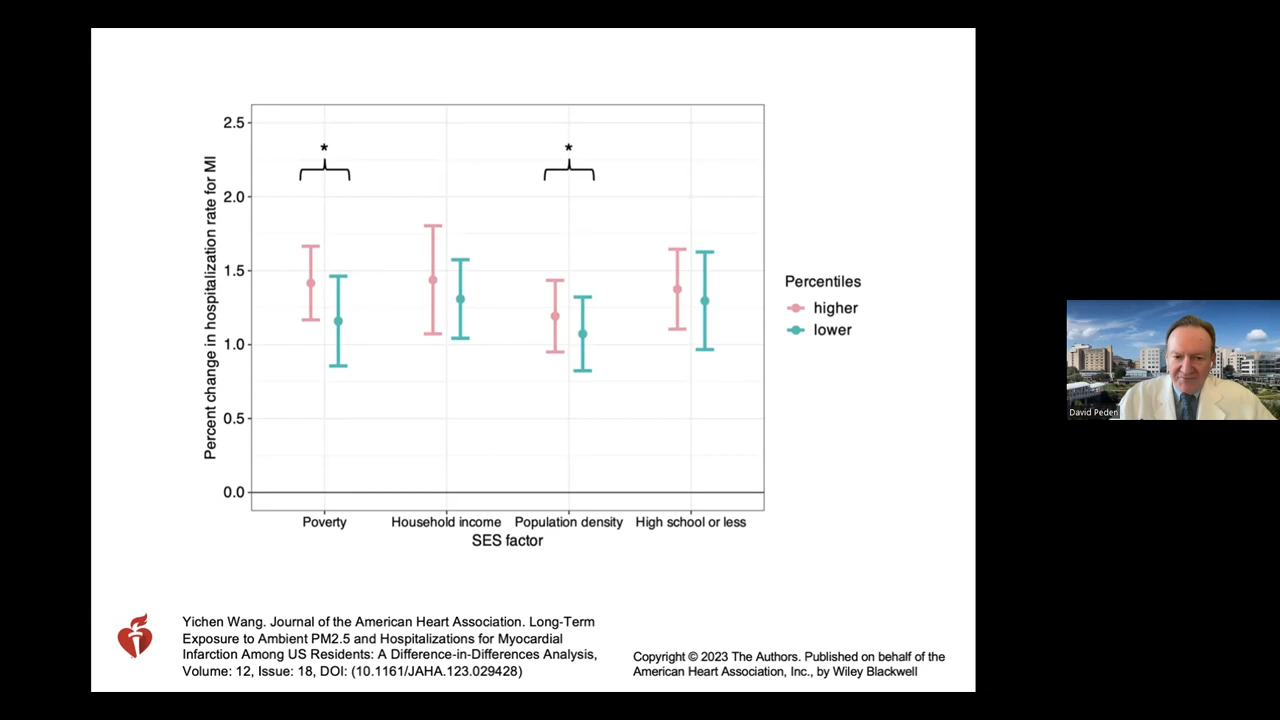 Percent change in hospitalization rate for MI
2.5
2.0
1.5
1.0
0.5
0.0
*
*
Poverty
Household income
Population density
High school or less
SES factor
Percentiles
higher
lower
David Peden
Yichen Wang. Journal of the American Heart Association. Long-Term
Exposure to Ambient PM2.5 and Hospitalizations for Myocardial
Infarction Among US Residents: A Difference-in-Differences Analysis,
Volume: 12, Issue: 18, DOI: (10.1161/JAHA.123.029428)
Copyright © 2023 The Authors. Published on behalf of the
American Heart Association, Inc., by Wiley Blackwell